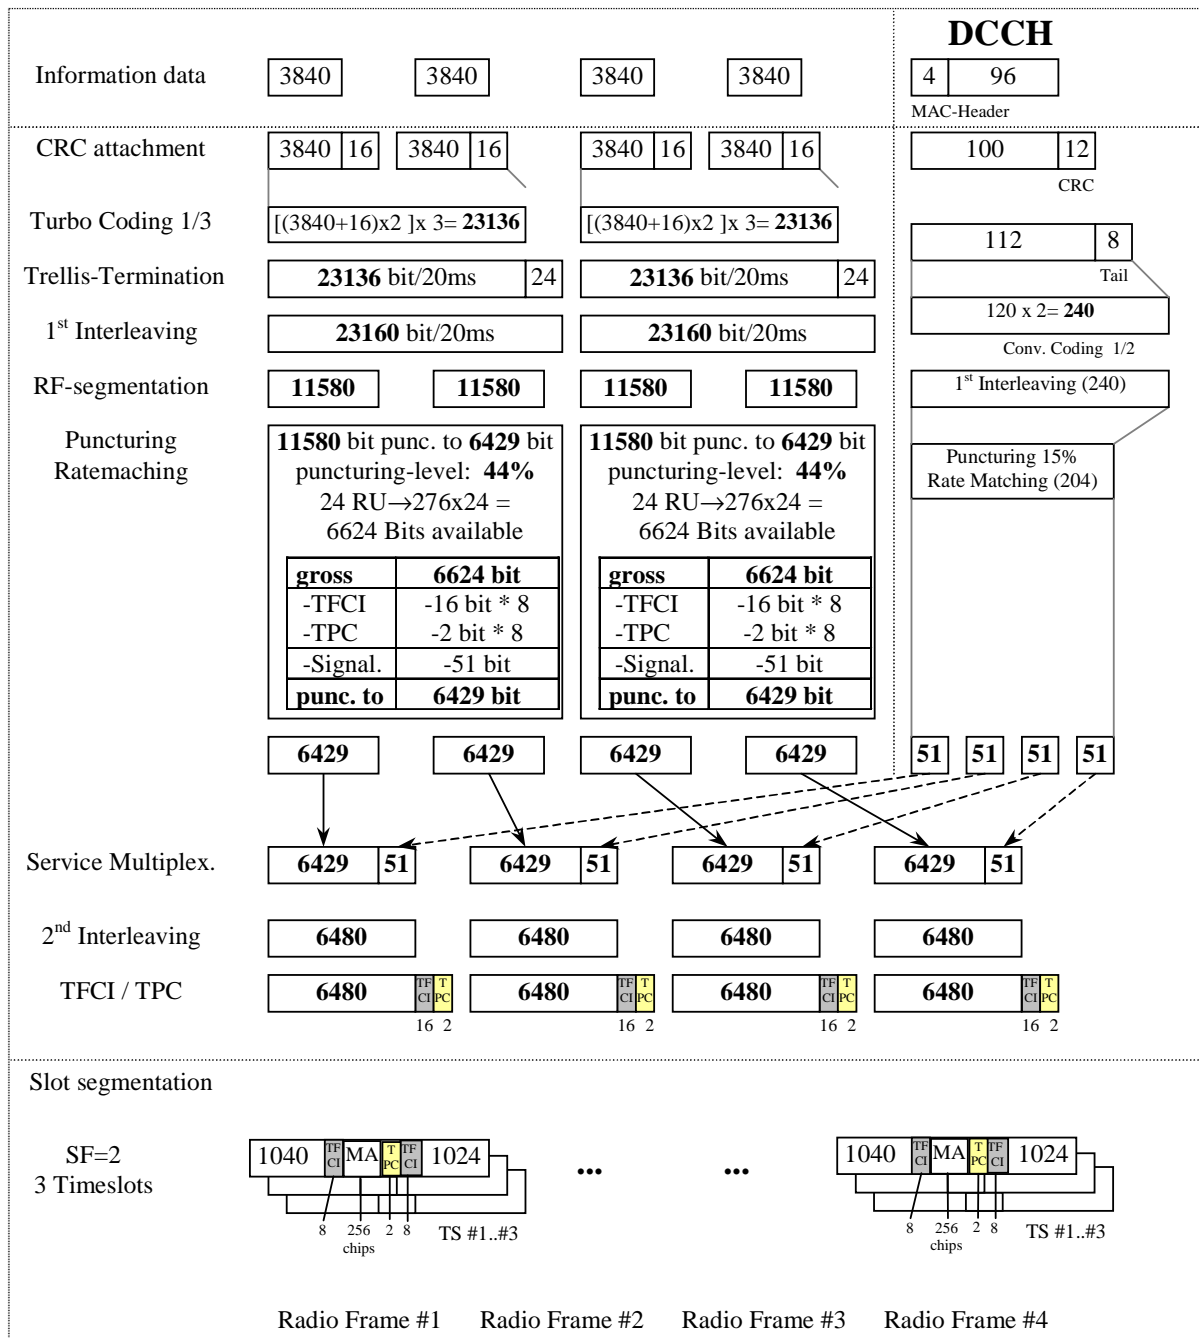 DCCH
Information data 3840 3840 3840 3840 4 96
MAC-Header
CRC attachment 3840 16 3840 16 3840 16 3840 16 100 12
CRC
Turbo Coding 1/3 [(3840+16)x2 ]x 3= 23136 [(3840+16)x2 ]x 3= 23136
112 8
Trellis-Termination 23136 bit/20ms 24 23136 bit/20ms 24
Tail
120 x 2= 240
1st Interleaving 23160 bit/20ms 23160 bit/20ms
Conv. Coding 1/2
RF-segmentation 11580 11580 11580 11580 1st Interleaving (240)
Puncturing 11580 bit punc. to 6429 bit 11580 bit punc. to 6429 bit
Ratemaching puncturing-level: 44% puncturing-level: 44%
Puncturing 15%
Rate Matching (204)
24 RU→276x24 = 24 RU→276x24 =
6624 Bits available 6624 Bits available
gross 6624 bit gross 6624 bit
-TFCI -16 bit * 8 -TFCI -16 bit * 8
-TPC -2 bit * 8 -TPC -2 bit * 8
-Signal. -51 bit -Signal. -51 bit
punc. to 6429 bit punc. to 6429 bit
6429 6429 6429 6429 51 51 51 51
Service Multiplex. 6429 51 6429 51 6429 51 6429 51
2nd Interleaving 6480 6480 6480 6480
TFCI / TPC 6480 TF CI T PC 6480 TF CI T PC 6480 TF CI T PC 6480 TF CI T PC
16 2 16 2 16 2 16 2
Slot segmentation
SF=2 1040 TF CI MA T PC TF CI 1024 ... ... 1040 TF CI MA T PC TF CI 1024
3 Timeslots
8 256 2 8 TS #1..#3 8 256 2 8 TS #1..#3
chips chips
Radio Frame #1 Radio Frame #2 Radio Frame #3 Radio Frame #4